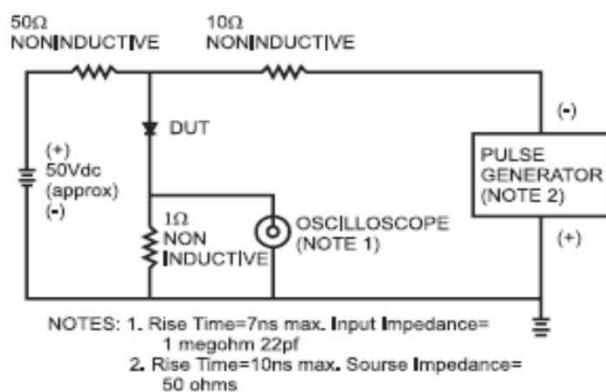 50Ω
NONINDUCTIVE
10Ω
NONINDUCTIVE
DUT
(+)
50Vdc
(approx)
(-)
1Ω
NON
INDUCTIVE
OSCILLOSCOPE
(NOTE 1)
(-)
PULSE
GENERATOR
(NOTE 2)
(+)
NOTES: 1. Rise Time=7ns max. Input Impedance=
1 megohm 22pf
2. Rise Time=10ns max. Sourse Impedance=
50 ohms